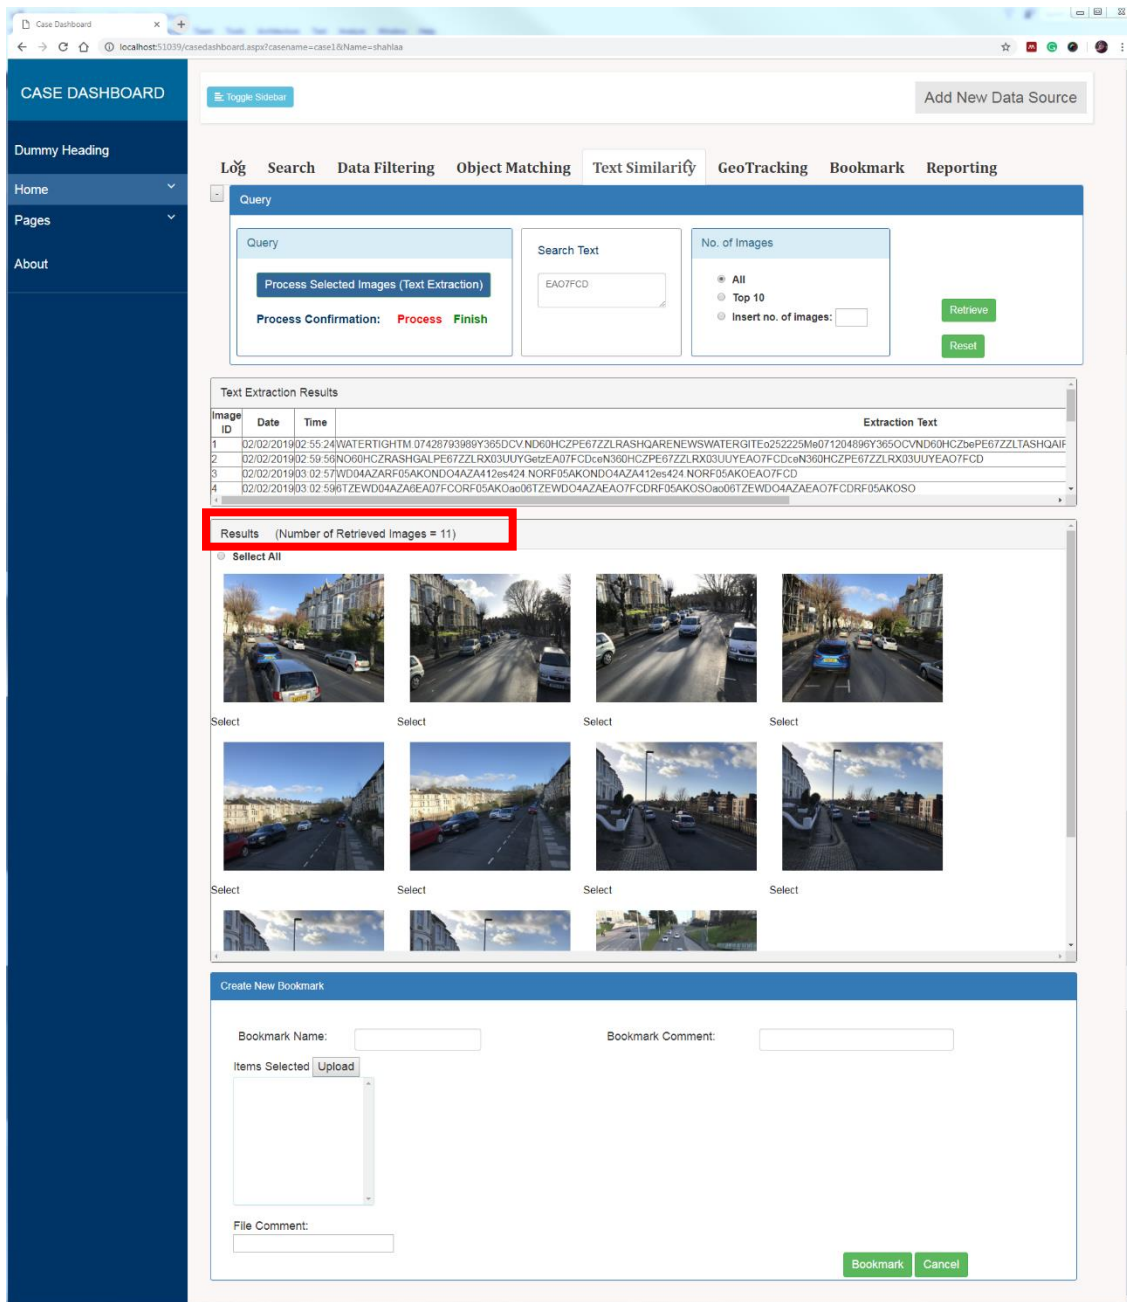 Case Dashboard
localhost:51039/casedashboard.aspx?casename=case1&Name=shahlaa
CASE DASHBOARD
Toggle Sidebar
Add New Data Source
Dummy Heading
Home
Pages
About
Log Search Data Filtering Object Matching Text Similarity GeoTracking Bookmark Reporting
-
Query
Query
Process Selected Images (Text Extraction)
Process Confirmation: Process Finish
Search Text
EAO7FCD
No. of Images
All
Top 10
Insert no. of images:
Retrieve
Reset
Text Extraction Results
Image ID Date Time Extraction Text
1 02/02/2019 02:55:24 WATERTIGHTM.07428793989Y365DCV.ND60HCZPE67ZZLRASHQARENEWSWATERGITEo252225Me071204896Y365OCVND60HCZbePE67ZZLTASHQAIF
2 02/02/2019 02:59:56 NO60HCZRASHGALPE67ZZLRX03UUYGetzEA07FCDceN360HCZPE67ZZLRX03UUYEAO7FCDceN360HCZPE67ZZLRX03UUYEAO7FCD
3 02/02/2019 03:02:57 WD04AZARF05AKONDO4AZA412es424.NORF05AKONDO4AZA412es424.NORF05AKOEAO7FCD
4 02/02/2019 03:02:59 6TZEWD04AZA6EA07FCORF05AKOao06TZEWDO4AZAEAO7FCDRF05AKOSOao06TZEWDO4AZAEAO7FCDRF05AKOSO
Results (Number of Retrieved Images = 11)
Sellect All
Select Select Select Select
Select Select Select Select
Create New Bookmark
Bookmark Name:
Bookmark Comment:
Items Selected Upload
File Comment:
Bookmark Cancel